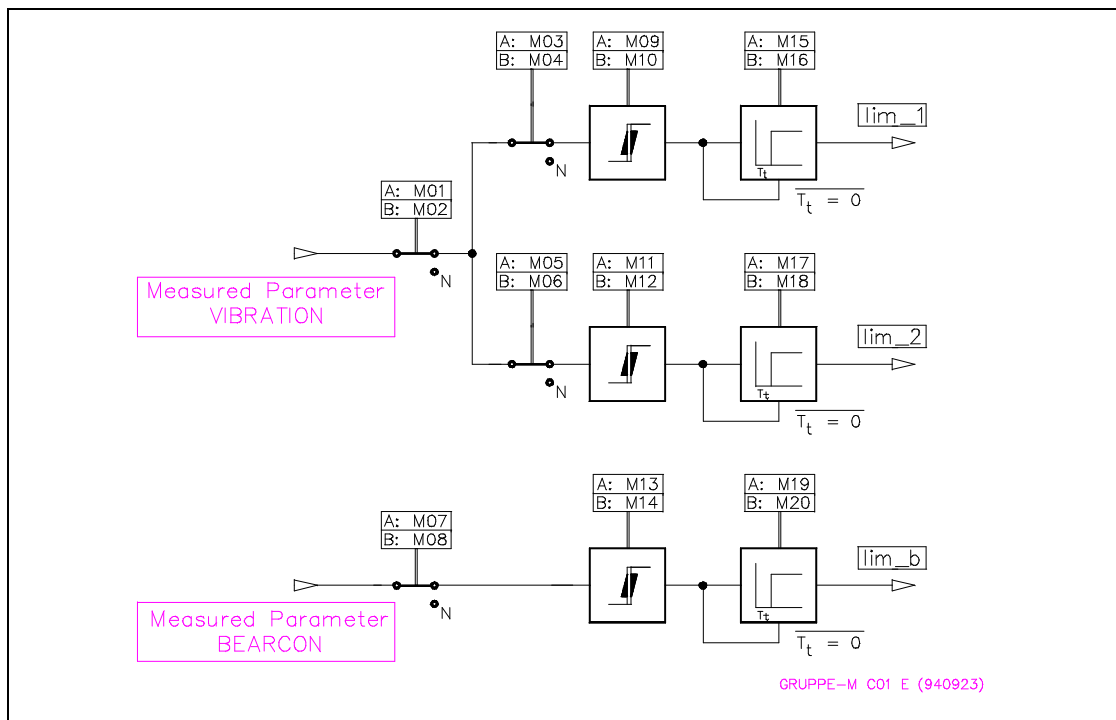 A: M03
B: M04
A: M09
B: M10
A: M15
B: M16
lim_1
N
Tt
Tt = 0
A: M01
B: M02
N
Measured Parameter
VIBRATION
A: M05
B: M06
A: M11
B: M12
A: M17
B: M18
lim_2
N
Tt
Tt = 0
A: M07
B: M08
A: M13
B: M14
A: M19
B: M20
lim_b
N
Tt
Tt = 0
Measured Parameter
BEARCON
GRUPPE-M C01 E (940923)